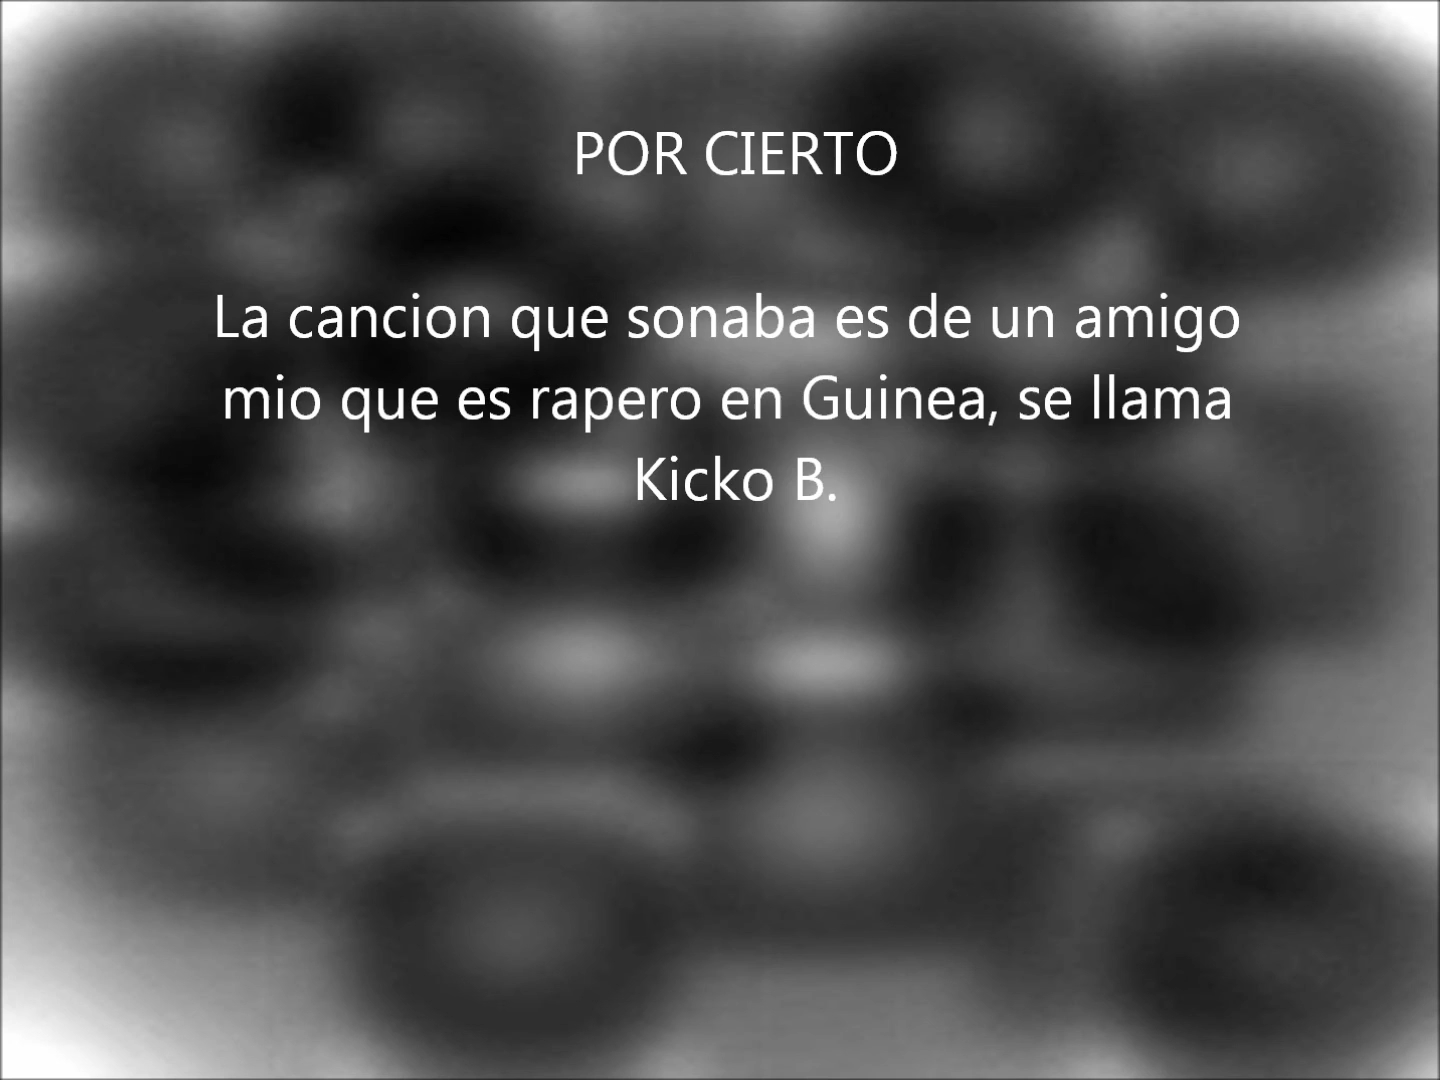 POR CIERTO
La cancion que sonaba es de un amigo
mio que es rapero en Guinea, se llama
Kicko B.